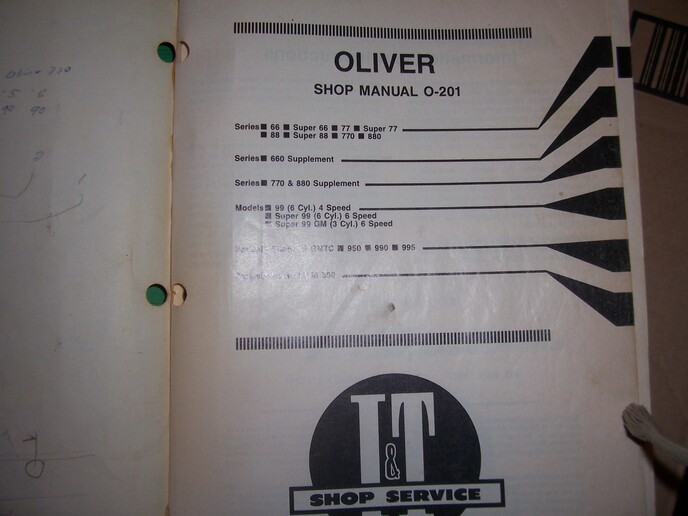 770
OLIVER
SHOP MANUAL O-201
Series ■ 66 ■ Super 66 ■ 77 ■ Super 77
■ 88 ■ Super 88 ■ 770 ■ 880
Series ■ 660 Supplement
Series ■ 770 & 880 Supplement
Models ■ 99 (6 Cyl.) 4 Speed
■ Super 99 (6 Cyl.) 6 Speed
■ Super 99 GM (3 Cyl.) 6 Speed
GMTC ■ 950 ■ 990 ■ 995
I&T
SHOP SERVICE